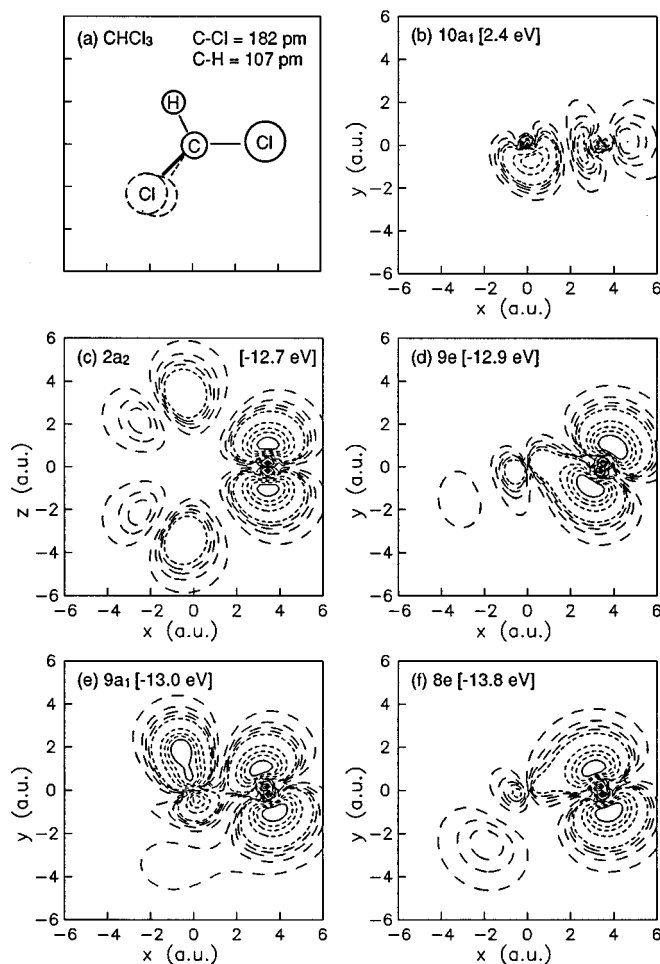 (a) CHCl₃ C-Cl = 182 pm
C-H = 107 pm
H
C
Cl
Cl
(b) 10a₁ [2.4 eV]
6
4
2
0
−2
−4
−6
y (a.u.)
−6 −4 −2 0 2 4 6
x (a.u.)
(c) 2a₂ [-12.7 eV]
6
4
2
0
−2
−4
−6
z (a.u.)
−6 −4 −2 0 2 4 6
x (a.u.)
(d) 9e [-12.9 eV]
6
4
2
0
−2
−4
−6
y (a.u.)
−6 −4 −2 0 2 4 6
x (a.u.)
(e) 9a₁ [-13.0 eV]
6
4
2
0
−2
−4
−6
y (a.u.)
−6 −4 −2 0 2 4 6
x (a.u.)
(f) 8e [-13.8 eV]
6
4
2
0
−2
−4
−6
y (a.u.)
−6 −4 −2 0 2 4 6
x (a.u.)